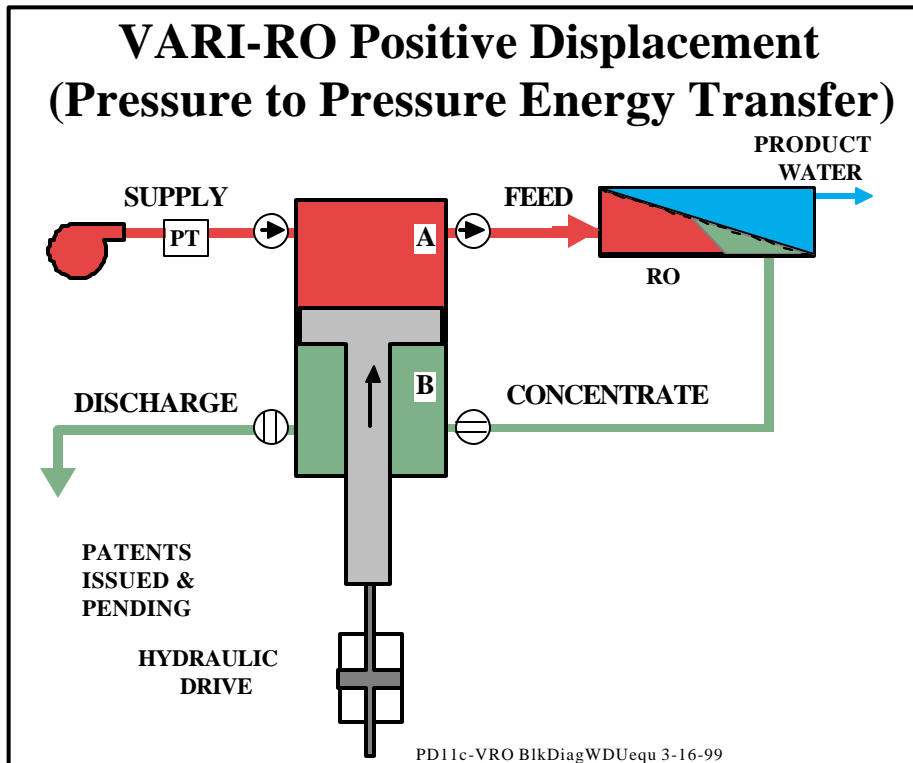 VARI-RO Positive Displacement
(Pressure to Pressure Energy Transfer)
PRODUCT
WATER
SUPPLY
FEED
PT
A
RO
B
DISCHARGE
CONCENTRATE
PATENTS
ISSUED &
PENDING
HYDRAULIC
DRIVE
PD11c-VRO BlkDiagWDUequ 3-16-99